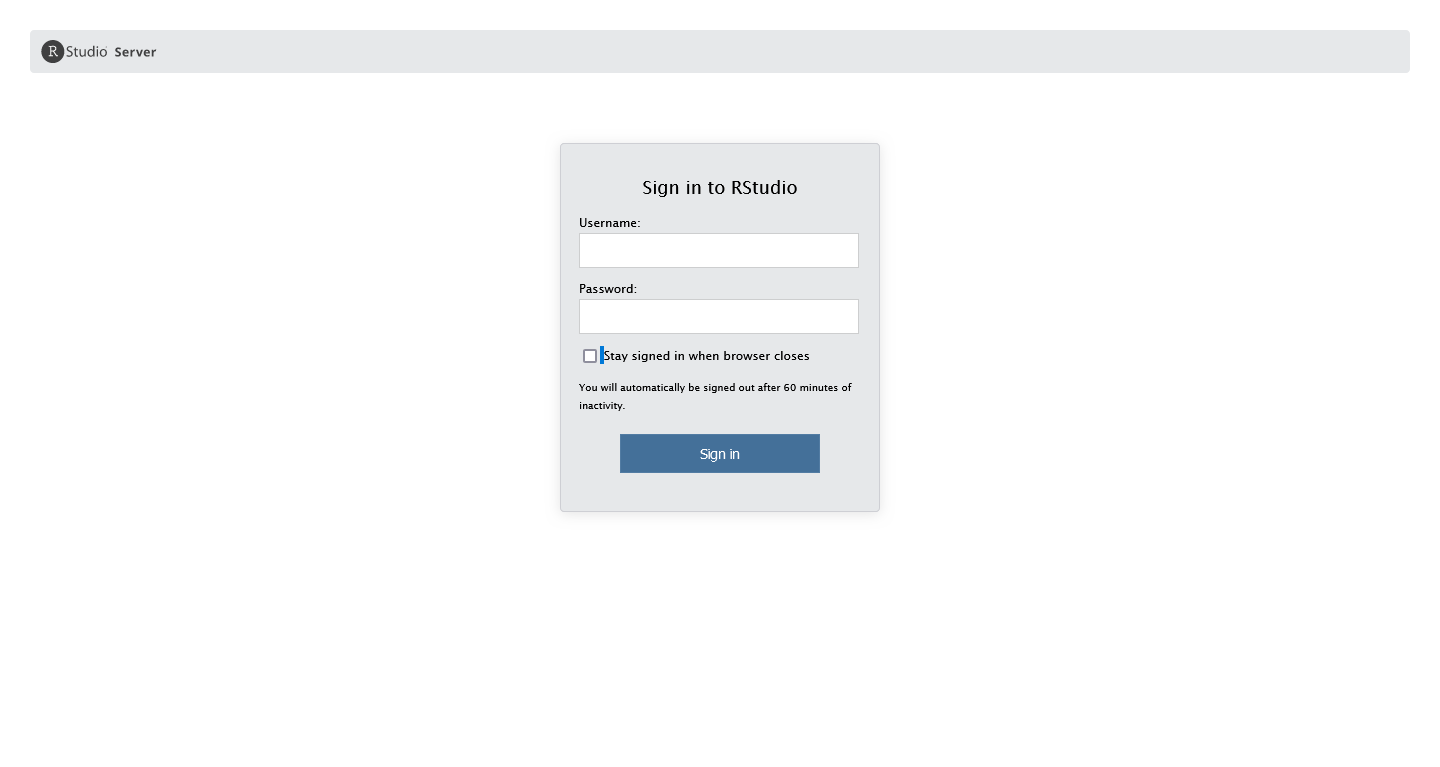 R Studio Server
Sign in to RStudio
Username:
Password:
Stay signed in when browser closes
You will automatically be signed out after 60 minutes of
inactivity.
Sign in